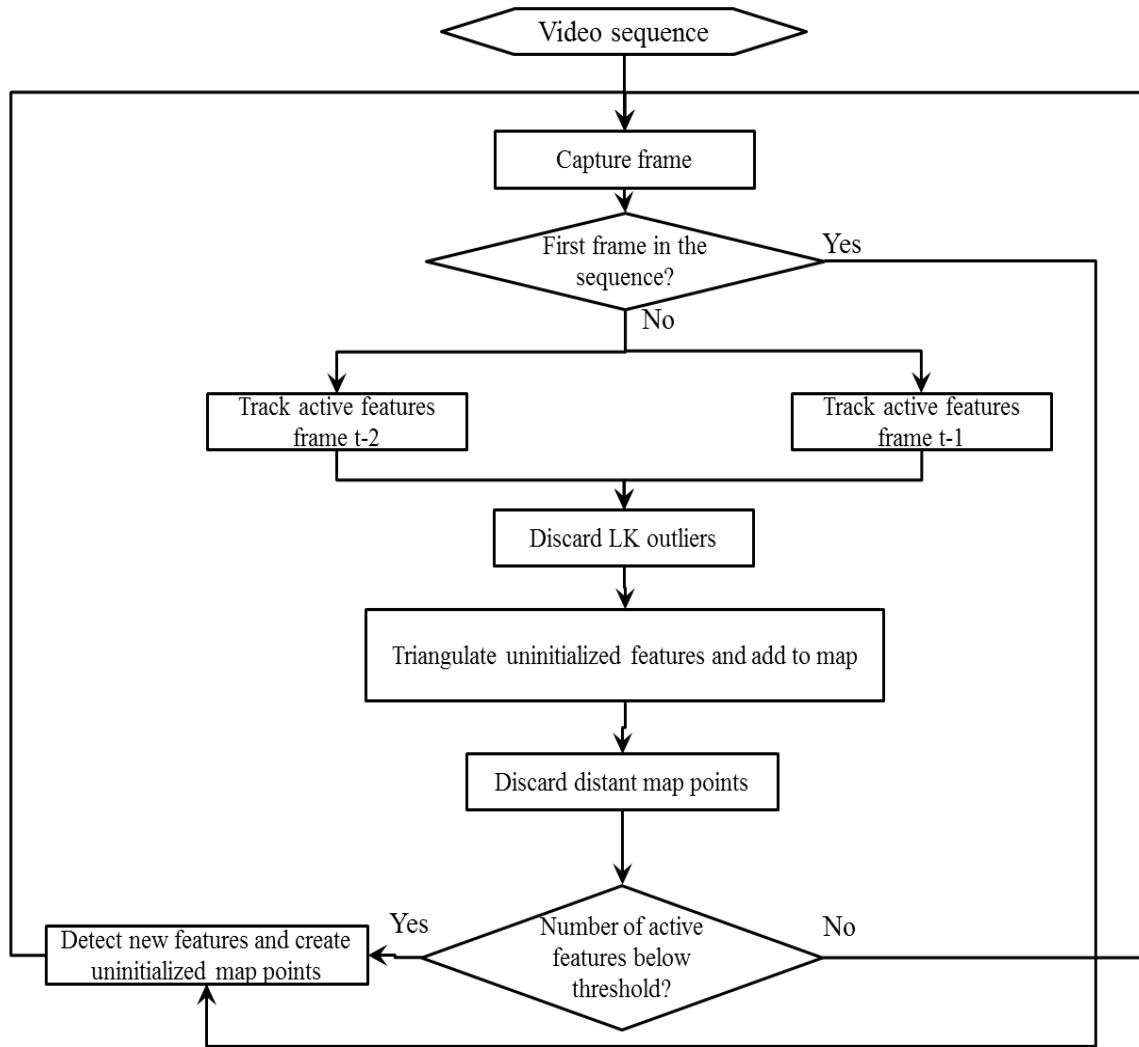 Video sequence
Capture frame
First frame in the
sequence?
Yes
No
Track active features
frame t-2
Track active features
frame t-1
Discard LK outliers
Triangulate uninitialized features and add to map
Discard distant map points
Number of active
features below
threshold?
Yes
No
Detect new features and create
uninitialized map points